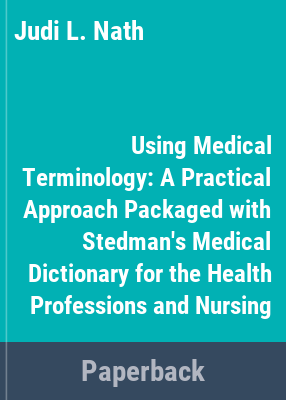 Judi L. Nath
Using Medical
Terminology: A Practical
Approach Packaged with
Stedman's Medical
Dictionary for the Health
Professions and Nursing
Paperback